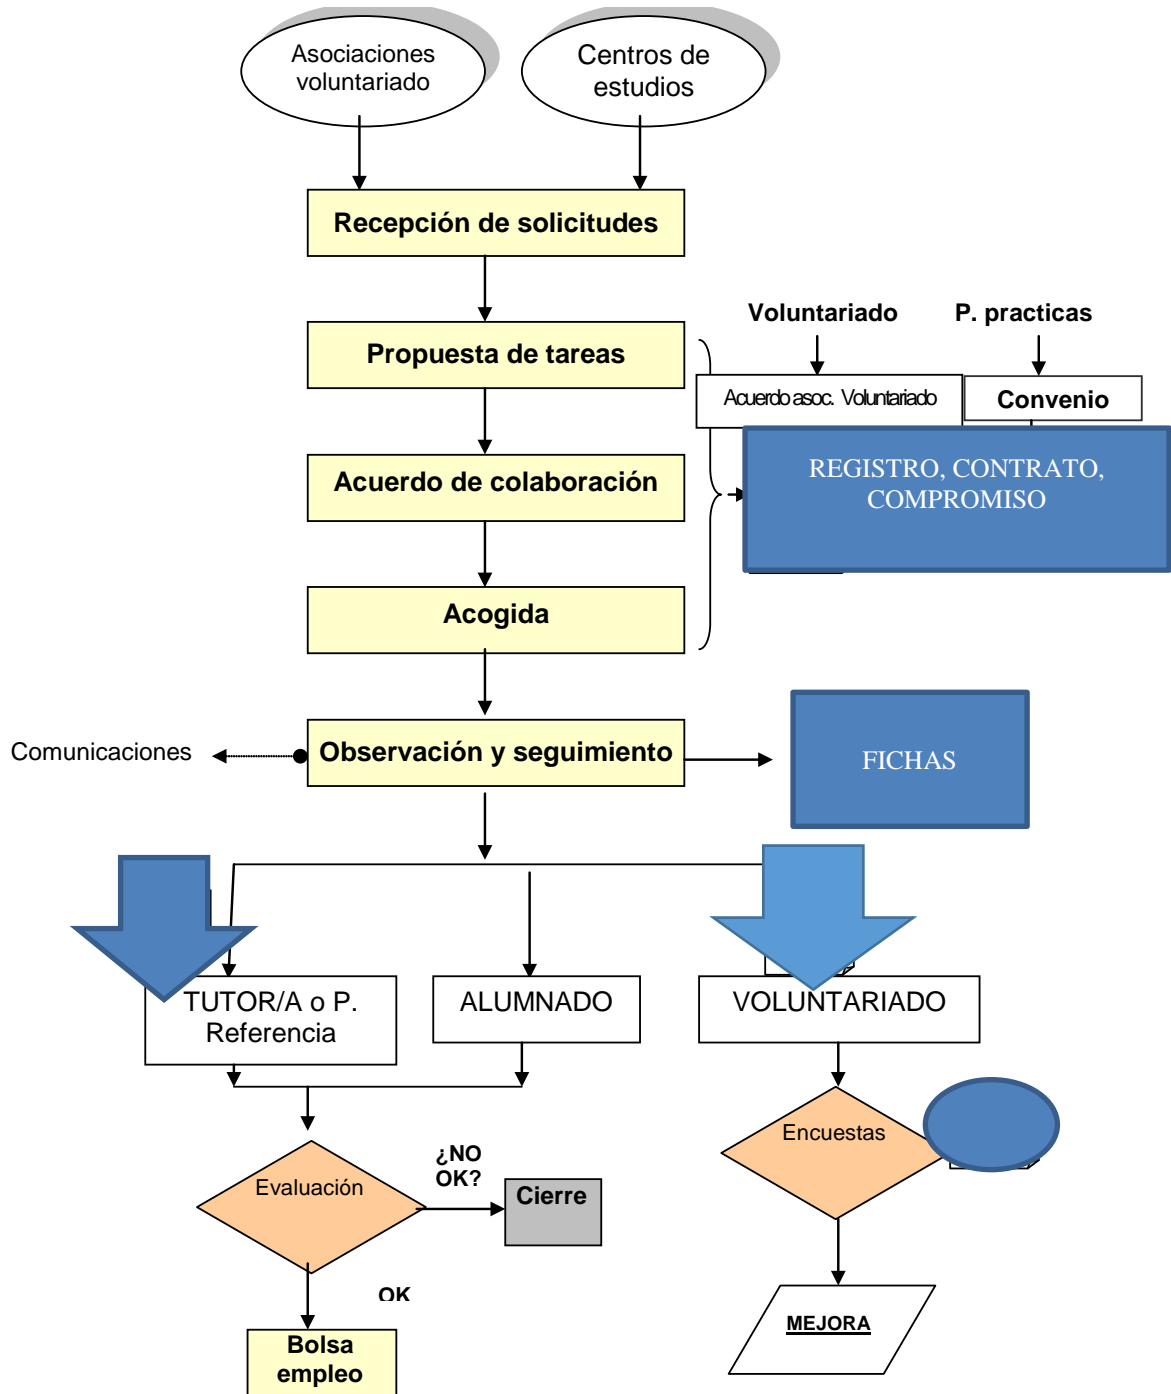 Asociaciones
voluntariado
Centros de
estudios
Recepción de solicitudes
Voluntariado
P. practicas
Propuesta de tareas
Acuerdo asoc. Voluntariado
Convenio
Acuerdo de colaboración
REGISTRO, CONTRATO,
COMPROMISO
Acogida
Comunicaciones
Observación y seguimiento
FICHAS
TUTOR/A o P.
Referencia
ALUMNADO
VOLUNTARIADO
Encuestas
Evaluación
¿NO
OK?
Cierre
OK
MEJORA
Bolsa
empleo